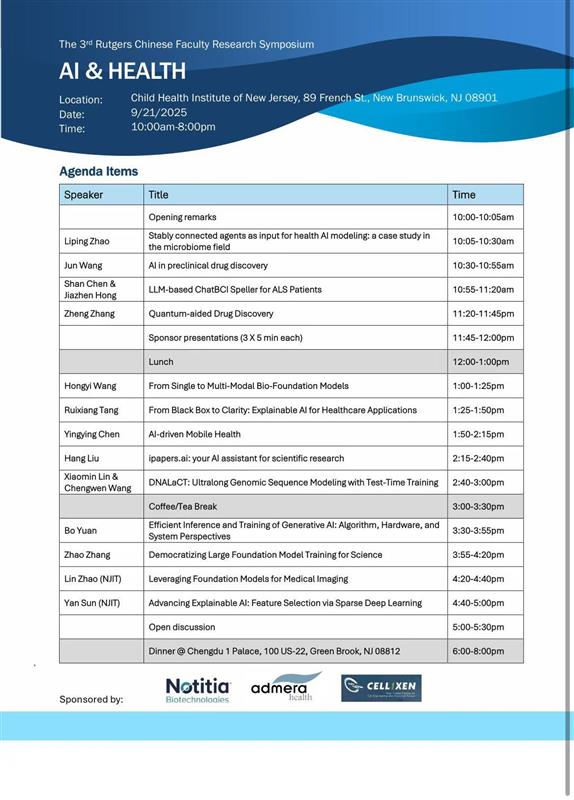 The 3rd Rutgers Chinese Faculty Research Symposium
AI & HEALTH
Location: Child Health Institute of New Jersey, 89 French St., New Brunswick, NJ 08901
Date: 9/21/2025
Time: 10:00am-8:00pm
Agenda Items
Speaker Title Time
Opening remarks 10:00-10:05am
Liping Zhao Stably connected agents as input for health AI modeling: a case study in
the microbiome field 10:05-10:30am
Jun Wang AI in preclinical drug discovery 10:30-10:55am
Shan Chen &
Jiazhen Hong LLM-based ChatBCI Speller for ALS Patients 10:55-11:20am
Zheng Zhang Quantum-aided Drug Discovery 11:20-11:45pm
Sponsor presentations (3 X 5 min each) 11:45-12:00pm
Lunch 12:00-1:00pm
Hongyi Wang From Single to Multi-Modal Bio-Foundation Models 1:00-1:25pm
Ruixiang Tang From Black Box to Clarity: Explainable AI for Healthcare Applications 1:25-1:50pm
Yingying Chen AI-driven Mobile Health 1:50-2:15pm
Hang Liu ipapers.ai: your AI assistant for scientific research 2:15-2:40pm
Xiaomin Lin &
Chengwen Wang DNALaCT: Ultralong Genomic Sequence Modeling with Test-Time Training 2:40-3:00pm
Coffee/Tea Break 3:00-3:30pm
Bo Yuan Efficient Inference and Training of Generative AI: Algorithm, Hardware, and
System Perspectives 3:30-3:55pm
Zhao Zhang Democratizing Large Foundation Model Training for Science 3:55-4:20pm
Lin Zhao (NJIT) Leveraging Foundation Models for Medical Imaging 4:20-4:40pm
Yan Sun (NJIT) Advancing Explainable AI: Feature Selection via Sparse Deep Learning 4:40-5:00pm
Open discussion 5:00-5:30pm
Dinner @ Chengdu 1 Palace, 100 US-22, Green Brook, NJ 08812 6:00-8:00pm
Sponsored by:
Notitia
Biotechnologies
admera
health
CELLIXEN